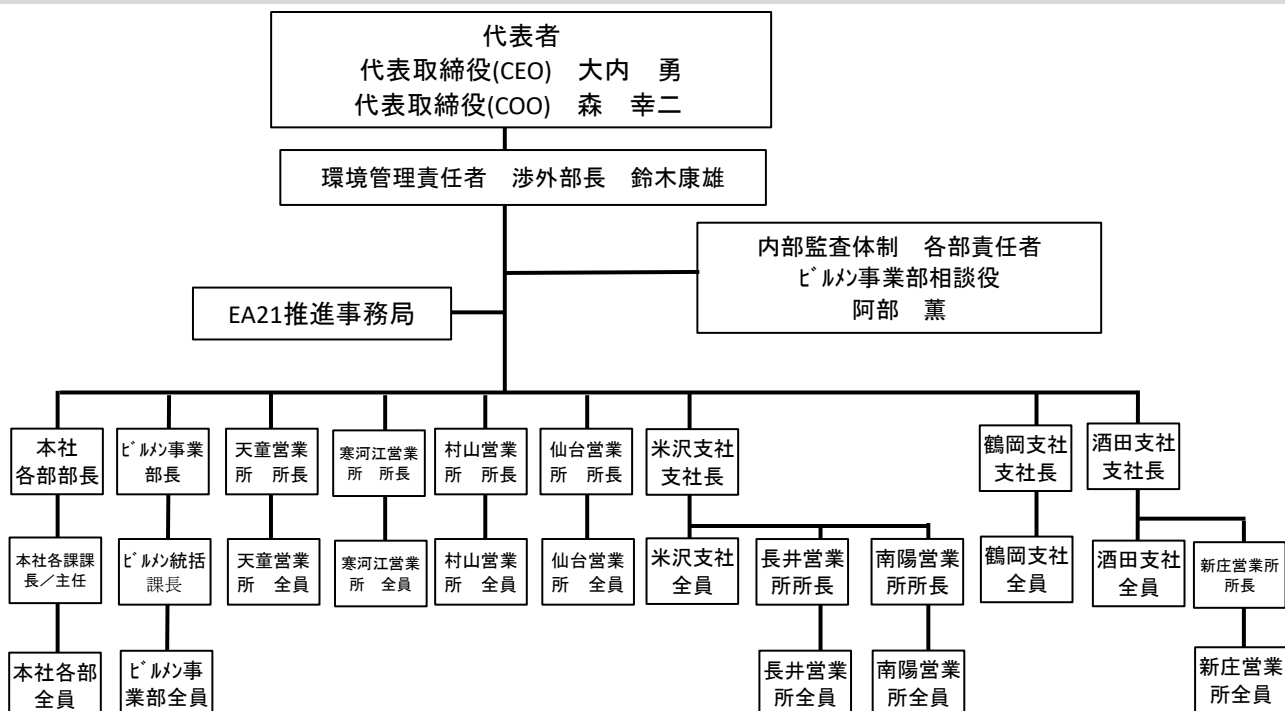 代表者
代表取締役(CEO)　大内　勇
代表取締役(COO)　森　幸二
環境管理責任者　渉外部長　鈴木康雄
内部監査体制　各部責任者
ﾋﾞﾙﾒﾝ事業部相談役
阿部　薫
EA21推進事務局
本社
各部部長
ﾋﾞﾙﾒﾝ事業
部長
天童営業
所　所長
寒河江営業
所　所長
村山営業
所　所長
仙台営業
所　所長
米沢支社
支社長
鶴岡支社
支社長
酒田支社
支社長
本社各課課
長／主任
ﾋﾞﾙﾒﾝ統括
課長
天童営業
所　全員
寒河江営業
所　全員
村山営業
所　全員
仙台営業
所　全員
米沢支社
全員
長井営業
所所長
南陽営業
所所長
鶴岡支社
全員
酒田支社
全員
新庄営業所
所長
本社各部
全員
ﾋﾞﾙﾒﾝ事
業部全員
長井営業
所全員
南陽営業
所全員
新庄営業
所全員